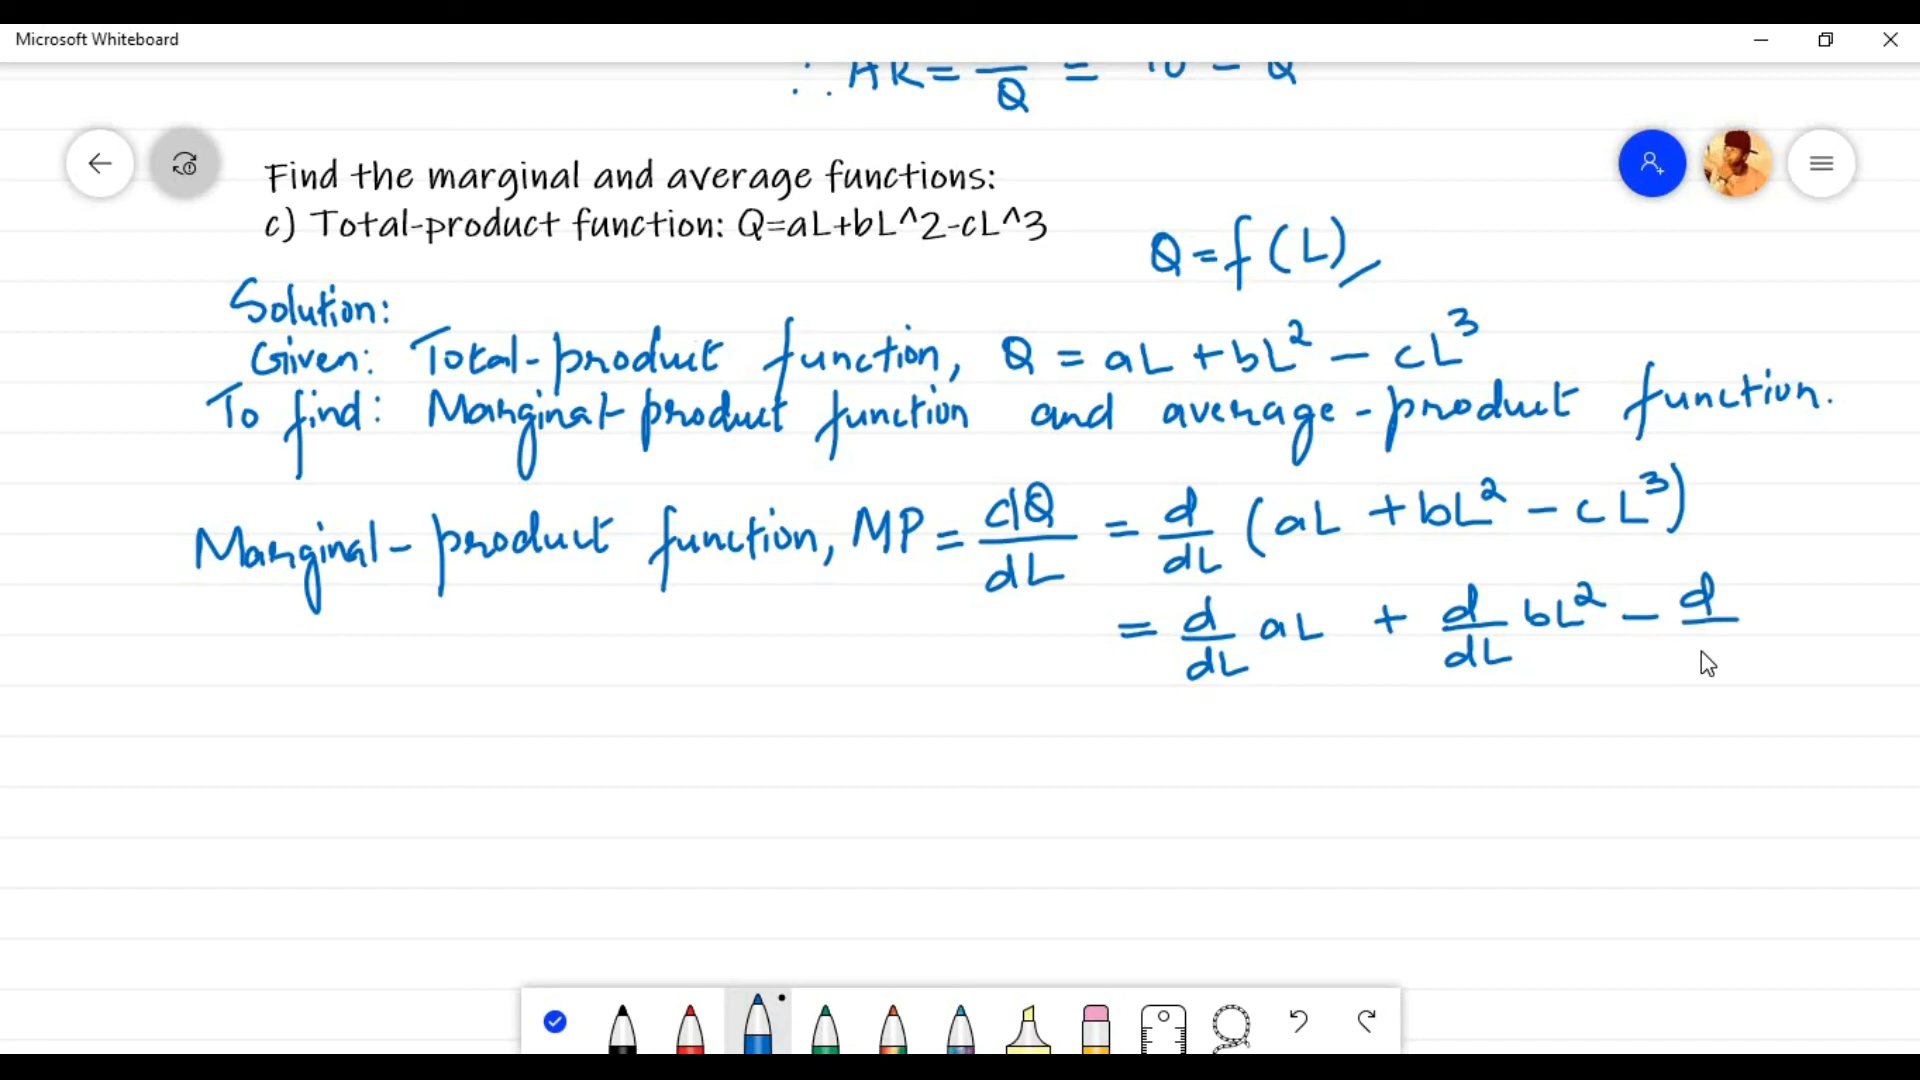 Microsoft Whiteboard
∴ AR = /Q = 10 - Q
Find the marginal and average functions:
c) Total-product function: Q=aL+bL^2-cL^3
Q = f(L)
Solution:
Given: Total-product function, Q = aL + bL² - cL³
To find: Marginal-product function and average-product function.
Marginal-product function, MP = dQ/dL = d/dL (aL + bL² - cL³)
= d/dL aL + d/dL bL² - d/